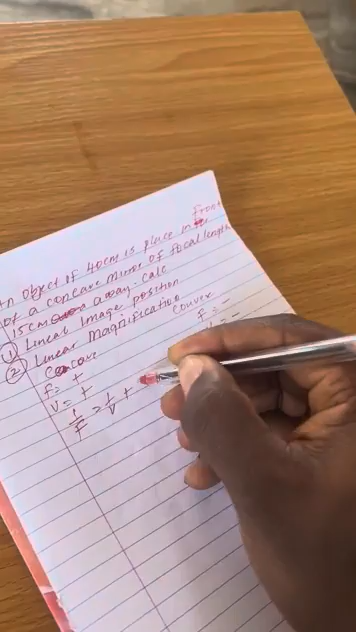 An object of 40cm is place in front
of a concave mirror of focal length
15cm away. calc
① Lineal Image position
② Linear Magnification
Concave convex
f = + f = -
v = + = -
1/f = 1/v +